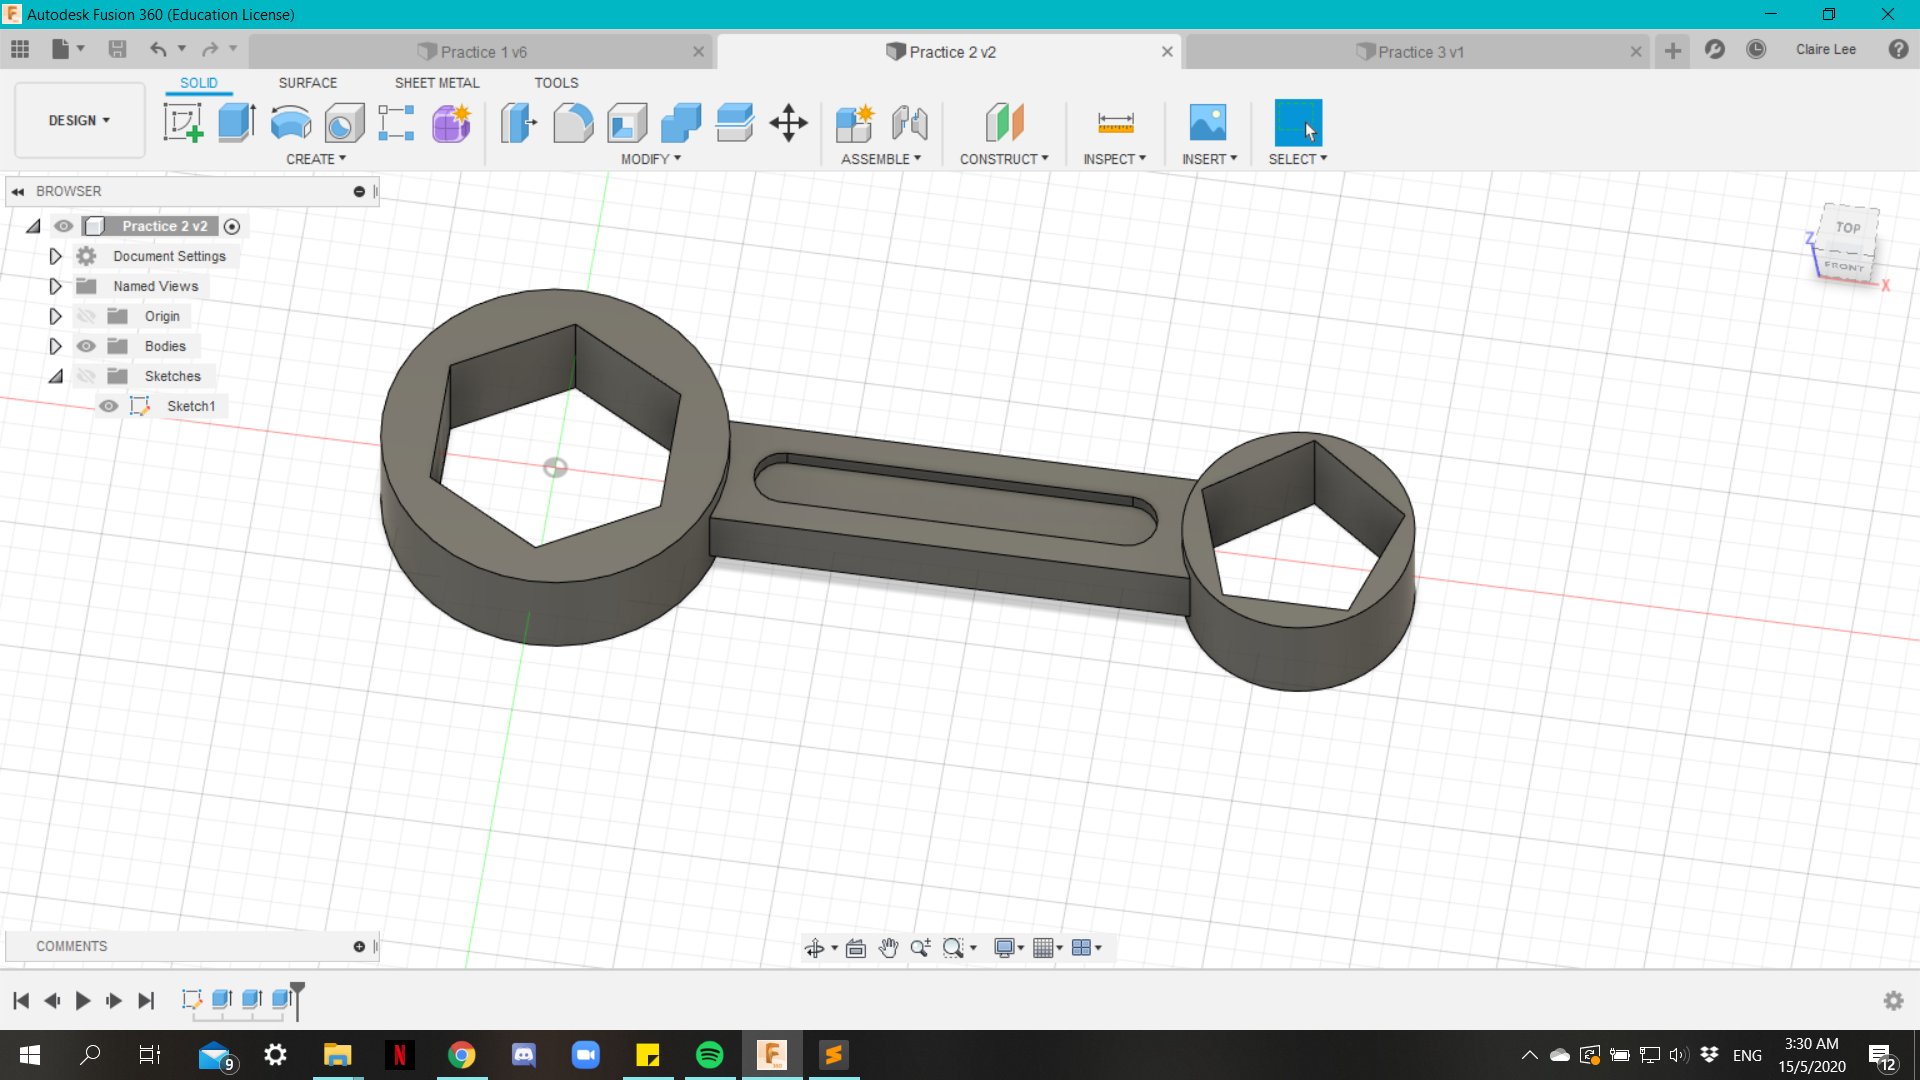 Autodesk Fusion 360 (Education License)
Practice 1 v6
Practice 2 v2
Practice 3 v1
Claire Lee
SOLID
SURFACE
SHEET METAL
TOOLS
DESIGN
CREATE
MODIFY
ASSEMBLE
CONSTRUCT
INSPECT
INSERT
SELECT
BROWSER
Practice 2 v2
Document Settings
Named Views
Origin
Bodies
Sketches
Sketch1
TOP
FRONT
Z
X
COMMENTS
9
ENG
3:30 AM
15/5/2020
12